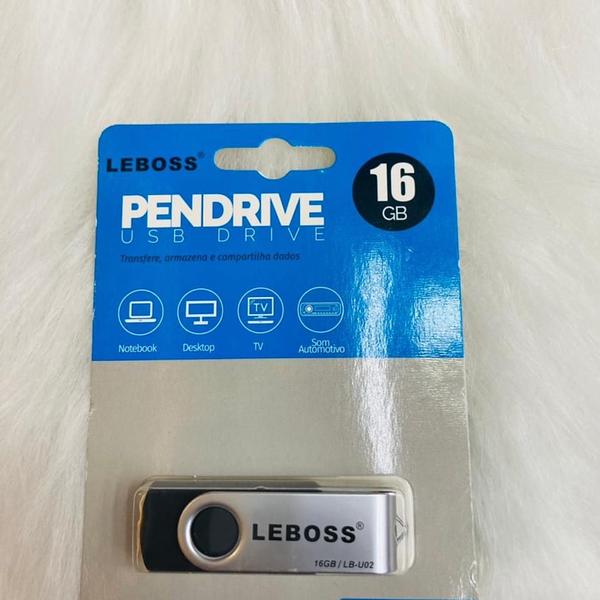 LEBOSS®
16
GB
PENDRIVE
USB DRIVE
Transfere, armazena e compartilha dados
TV
Notebook
Desktop
TV
Som
Automotivo
LEBOSS®
16GB / LB-U02